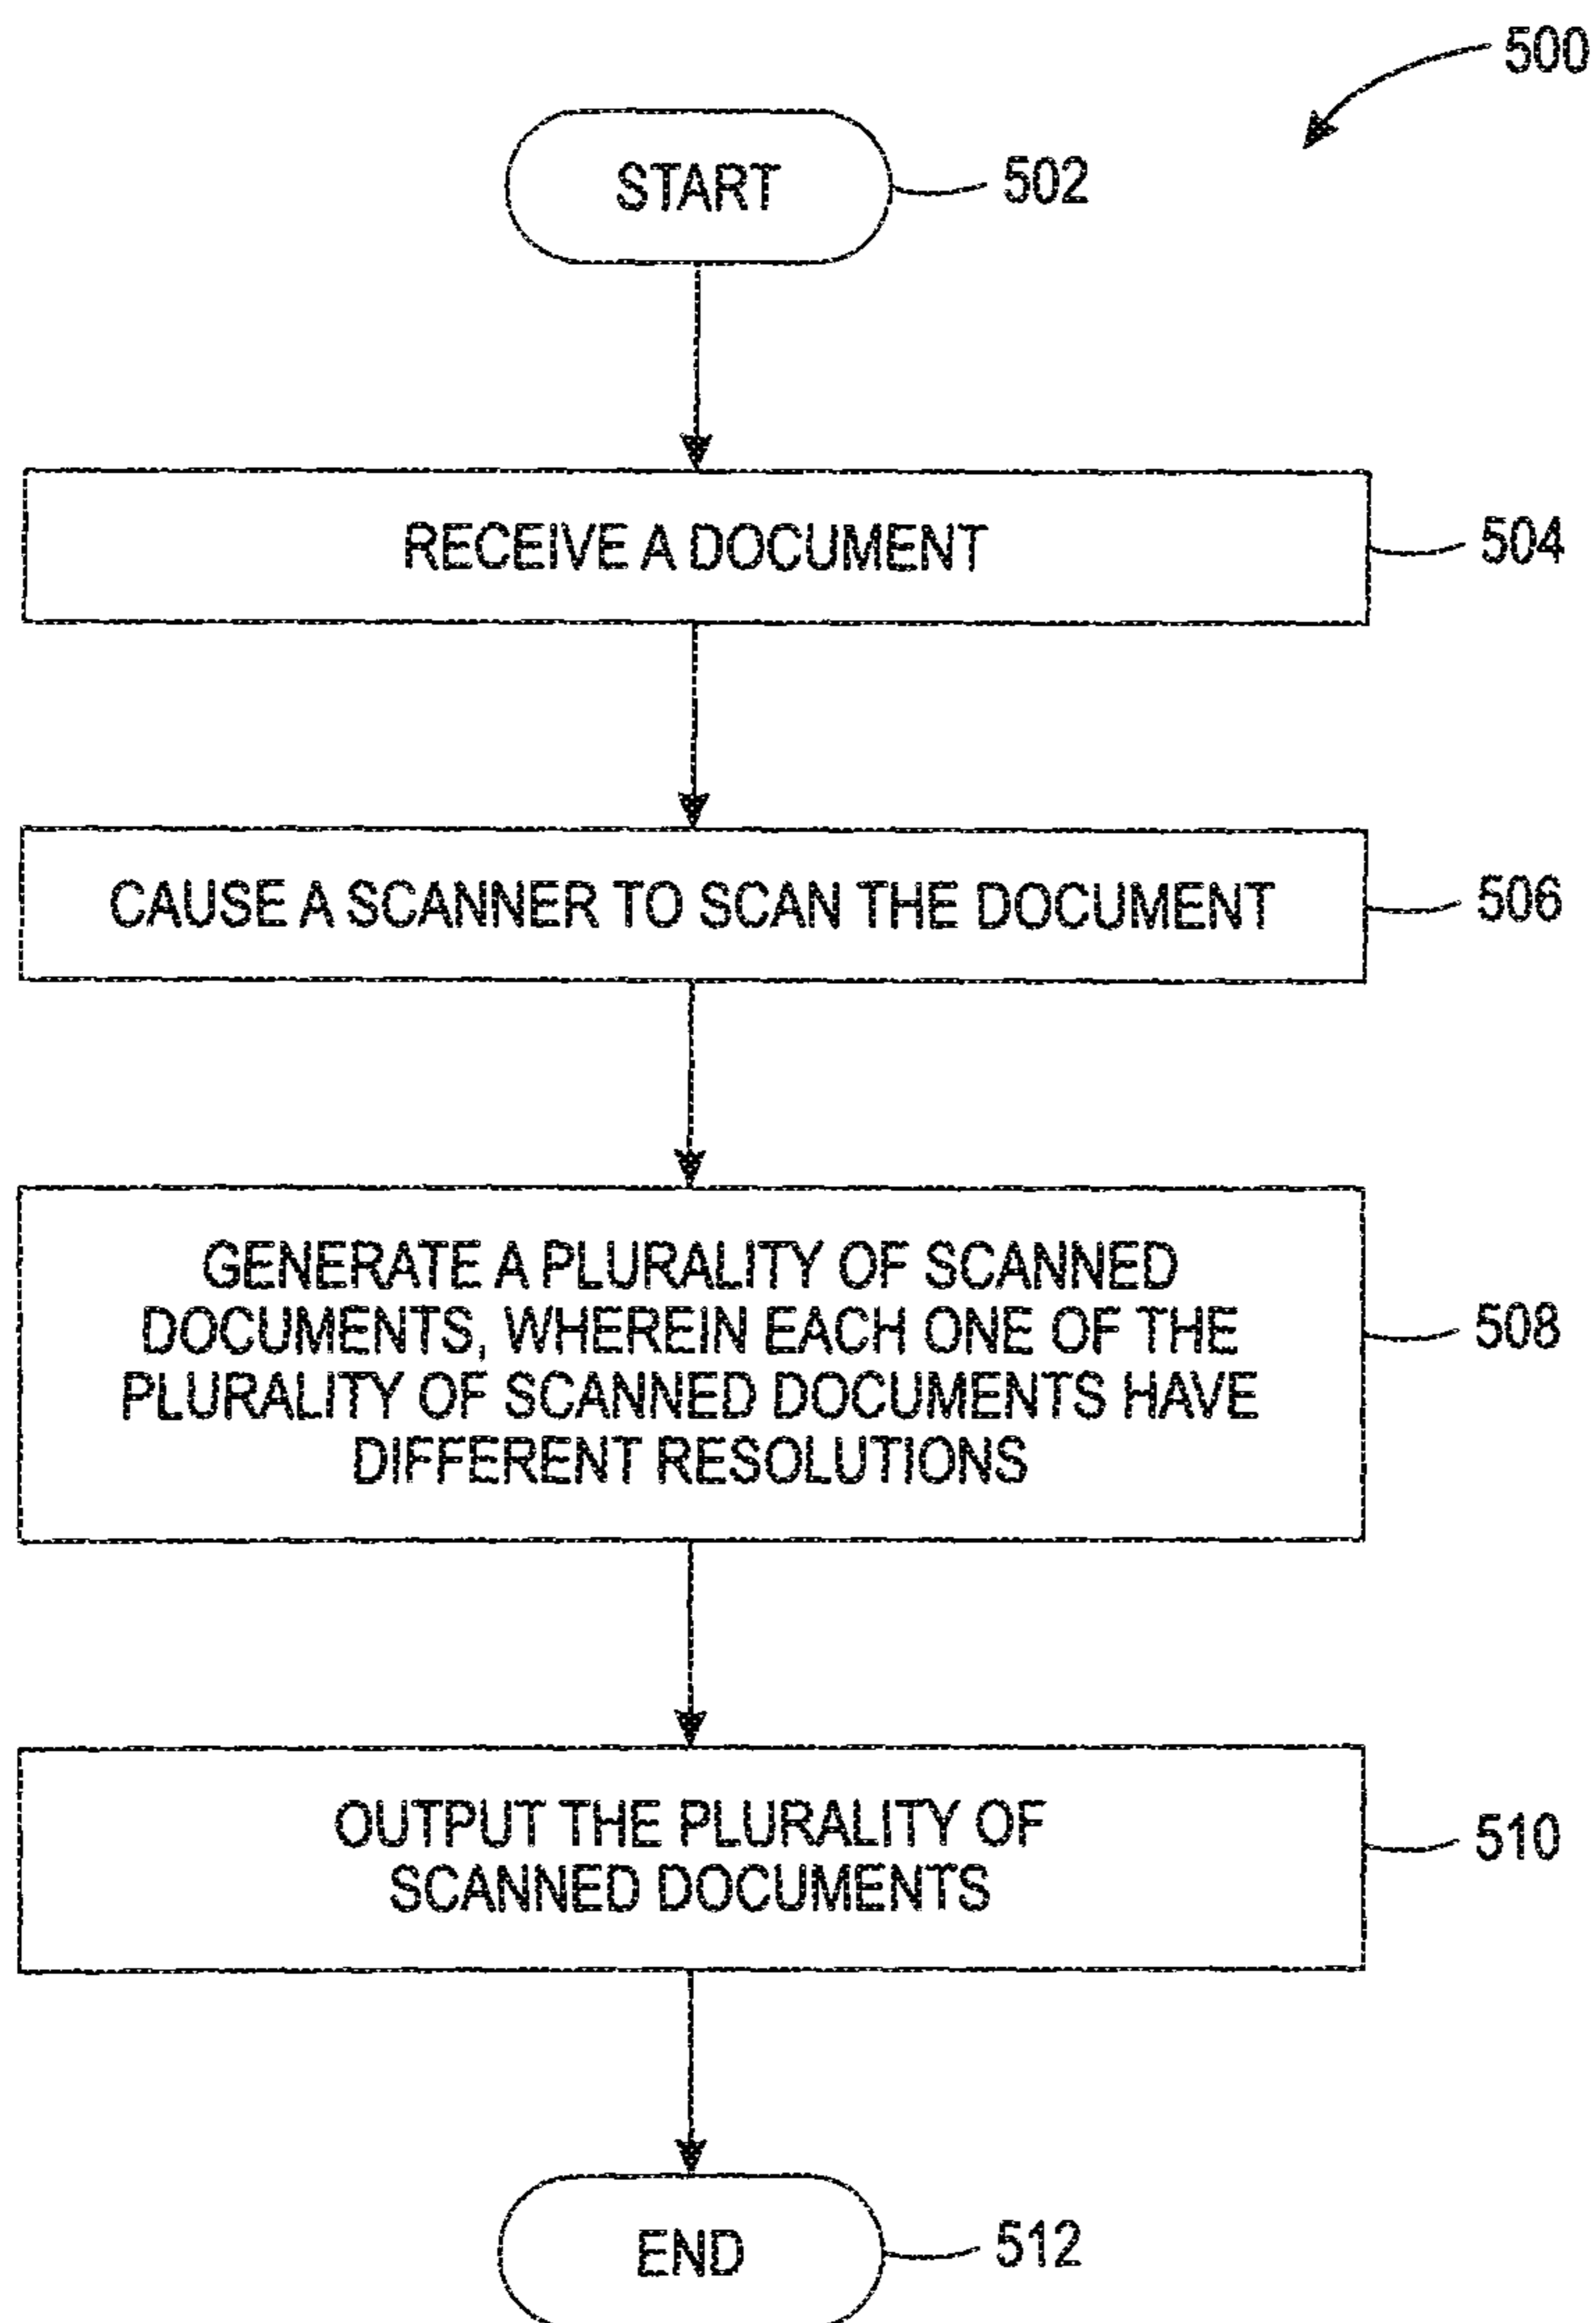 500
START
502
RECEIVE A DOCUMENT
504
CAUSE A SCANNER TO SCAN THE DOCUMENT
506
GENERATE A PLURALITY OF SCANNED
DOCUMENTS, WHEREIN EACH ONE OF THE
PLURALITY OF SCANNED DOCUMENTS HAVE
DIFFERENT RESOLUTIONS
508
OUTPUT THE PLURALITY OF
SCANNED DOCUMENTS
510
END
512